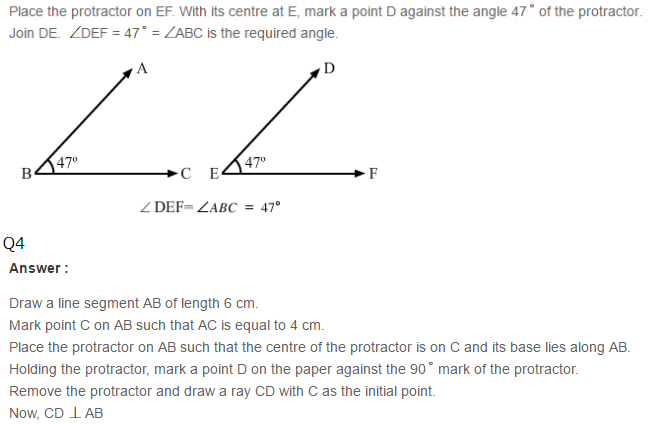 Place the protractor on EF. With its centre at E, mark a point D against the angle 47˚ of the protractor.
Join DE. ∠DEF = 47˚ = ∠ABC is the required angle.
A D
47° 47°
B C E F
∠DEF= ∠ABC = 47°
Q4
Answer :
Draw a line segment AB of length 6 cm.
Mark point C on AB such that AC is equal to 4 cm.
Place the protractor on AB such that the centre of the protractor is on C and its base lies along AB.
Holding the protractor, mark a point D on the paper against the 90˚ mark of the protractor.
Remove the protractor and draw a ray CD with C as the initial point.
Now, CD ⊥ AB